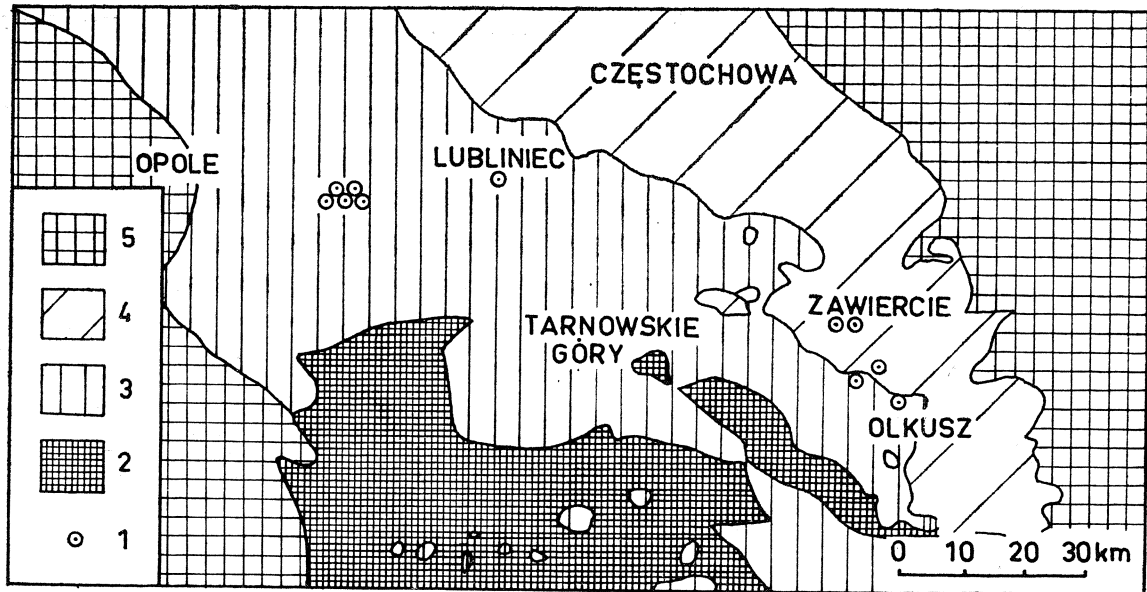 CZĘSTOCHOWA
OPOLE
LUBLINIEC
5
4
3
2
1
ZAWIERCIE
TARNOWSKIE
GÓRY
OLKUSZ
0 10 20 30 km